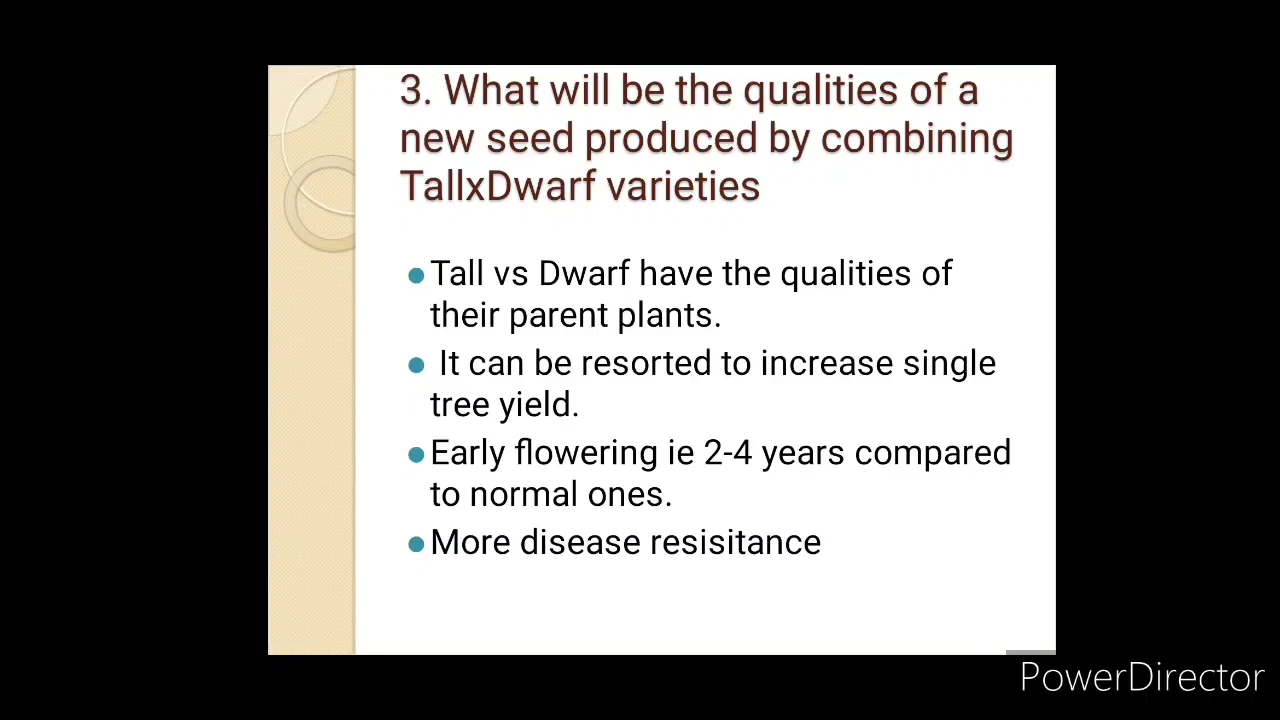 3. What will be the qualities of a
new seed produced by combining
TallxDwarf varieties
Tall vs Dwarf have the qualities of
their parent plants.
It can be resorted to increase single
tree yield.
Early flowering ie 2-4 years compared
to normal ones.
More disease resisitance
PowerDirector